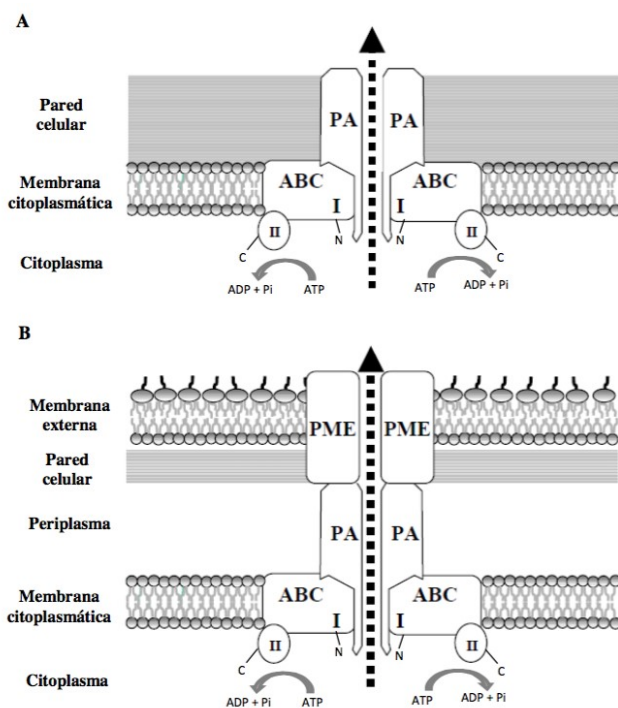 A
Pared
celular
PA PA
Membrana
citoplasmática
ABC ABC
I I
II II
N N
C C
Citoplasma
ADP + Pi ATP ATP ADP + Pi
B
Membrana
externa
PME PME
Pared
celular
Periplasma
PA PA
Membrana
citoplasmática
ABC ABC
I I
II II
N N
C C
Citoplasma
ADP + Pi ATP ATP ADP + Pi